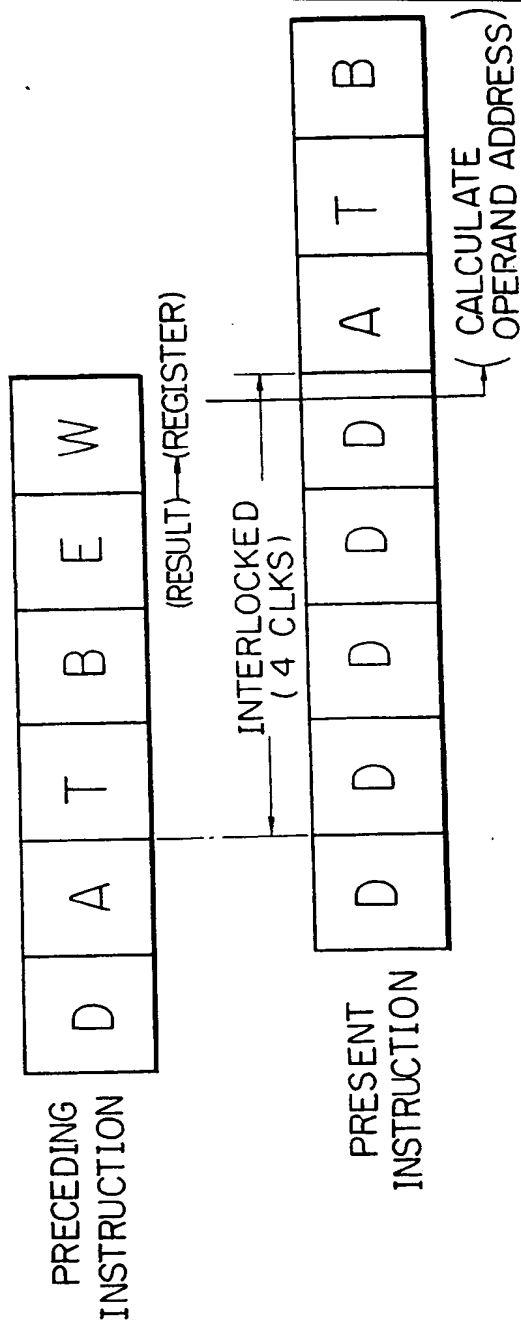 PRECEDING
INSTRUCTION
D A T B E W
(RESULT)→(REGISTER)
INTERLOCKED
(4 CLKS)
PRESENT
INSTRUCTION
D D D D D A T B
(CALCULATE
OPERAND ADDRESS)